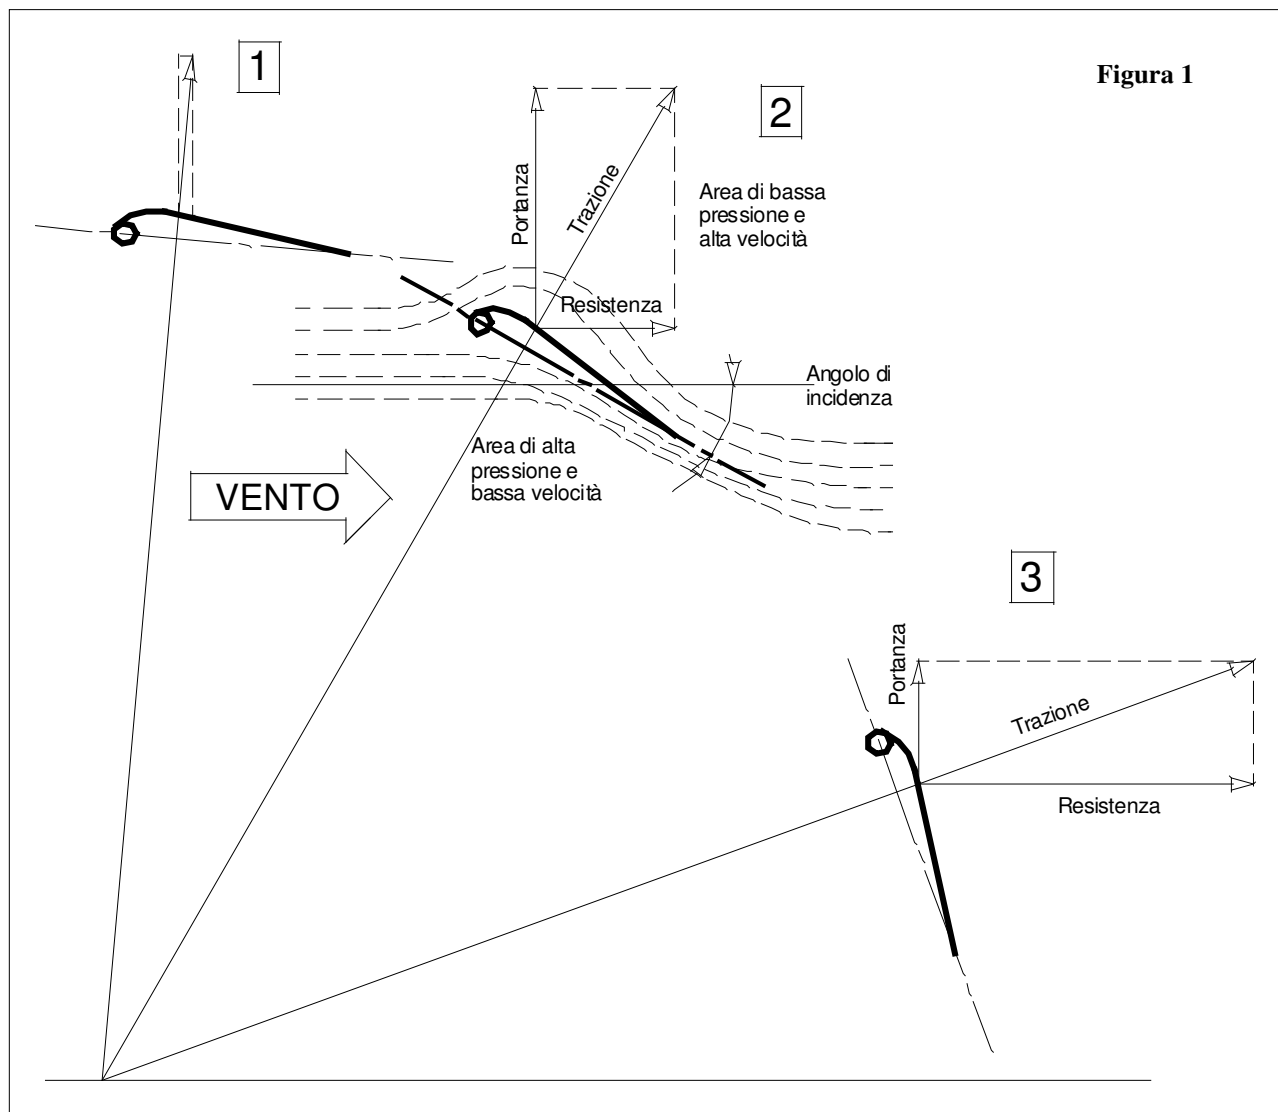 1
Figura 1
2
Portanza
Trazione
Area di bassa
pressione e
alta velocità
Resistenza
Angolo di
incidenza
Area di alta
pressione e
bassa velocità
VENTO
3
Portanza
Trazione
Resistenza